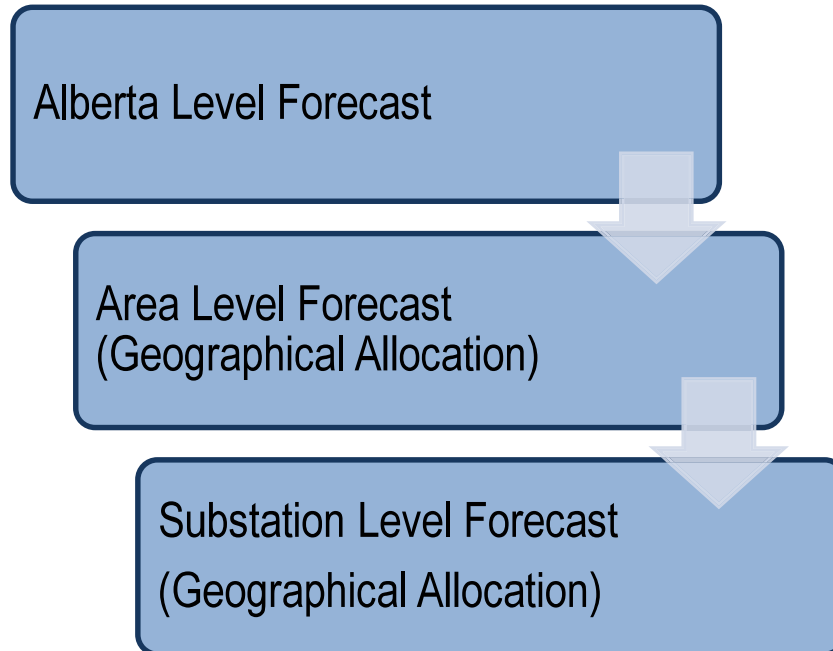 Alberta Level Forecast
Area Level Forecast
(Geographical Allocation)
Substation Level Forecast
(Geographical Allocation)